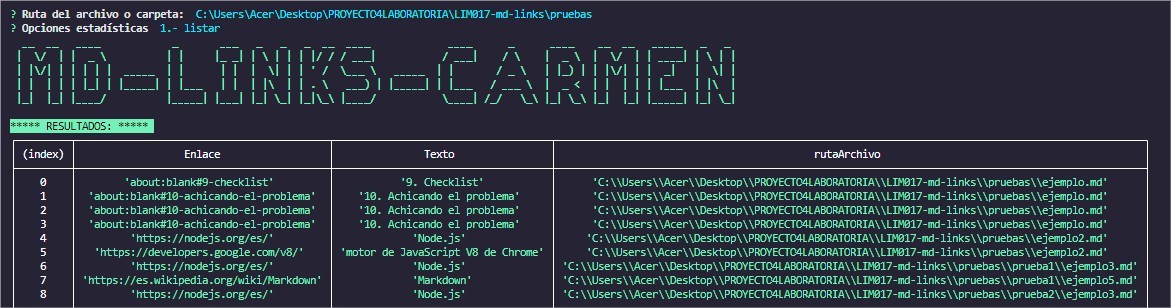 ? Ruta del archivo o carpeta: C:\Users\Acer\Desktop\PROYECTO4LABORATORIA\LIM017-md-links\pruebas
? Opciones estadísticas 1.- listar
MD-LINKS-CARMEN
***** RESULTADOS: *****
(index) Enlace Texto rutaArchivo
0 'about:blank#9-checklist' '9. Checklist' 'C:\\Users\\Acer\\Desktop\\PROYECTO4LABORATORIA\\LIM017-md-links\\pruebas\\ejemplo.md'
1 'about:blank#10-achicando-el-problema' '10. Achicando el problema' 'C:\\Users\\Acer\\Desktop\\PROYECTO4LABORATORIA\\LIM017-md-links\\pruebas\\ejemplo.md'
2 'about:blank#10-achicando-el-problema' '10. Achicando el problema' 'C:\\Users\\Acer\\Desktop\\PROYECTO4LABORATORIA\\LIM017-md-links\\pruebas\\ejemplo.md'
3 'about:blank#10-achicando-el-problema' '10. Achicando el problema' 'C:\\Users\\Acer\\Desktop\\PROYECTO4LABORATORIA\\LIM017-md-links\\pruebas\\ejemplo.md'
4 'https://nodejs.org/es/' 'Node.js' 'C:\\Users\\Acer\\Desktop\\PROYECTO4LABORATORIA\\LIM017-md-links\\pruebas\\ejemplo2.md'
5 'https://developers.google.com/v8/' 'motor de JavaScript V8 de Chrome' 'C:\\Users\\Acer\\Desktop\\PROYECTO4LABORATORIA\\LIM017-md-links\\pruebas\\ejemplo2.md'
6 'https://nodejs.org/es/' 'Node.js' 'C:\\Users\\Acer\\Desktop\\PROYECTO4LABORATORIA\\LIM017-md-links\\pruebas\\prueba1\\ejemplo3.md'
7 'https://es.wikipedia.org/wiki/Markdown' 'Markdown' 'C:\\Users\\Acer\\Desktop\\PROYECTO4LABORATORIA\\LIM017-md-links\\pruebas\\prueba1\\ejemplo5.md'
8 'https://nodejs.org/es/' 'Node.js' 'C:\\Users\\Acer\\Desktop\\PROYECTO4LABORATORIA\\LIM017-md-links\\pruebas\\prueba2\\ejemplo3.md'